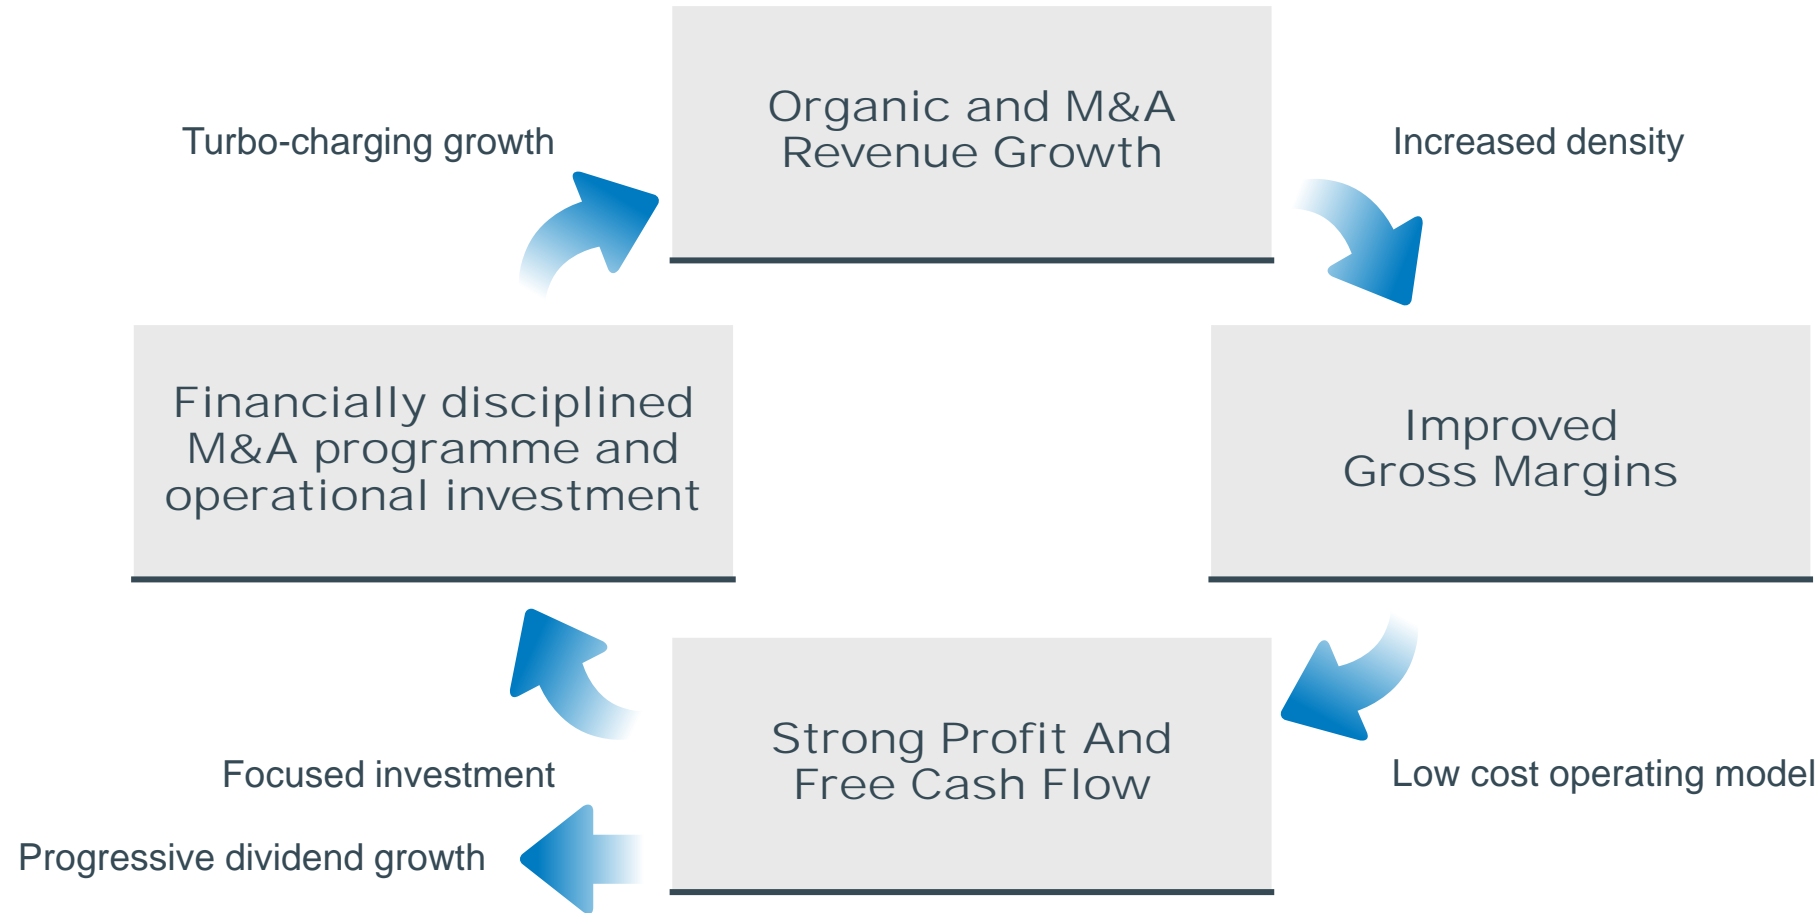 Organic and M&A
Revenue Growth
Turbo-charging growth
Increased density
Financially disciplined
M&A programme and
operational investment
Improved
Gross Margins
Strong Profit And
Free Cash Flow
Focused investment
Low cost operating model
Progressive dividend growth